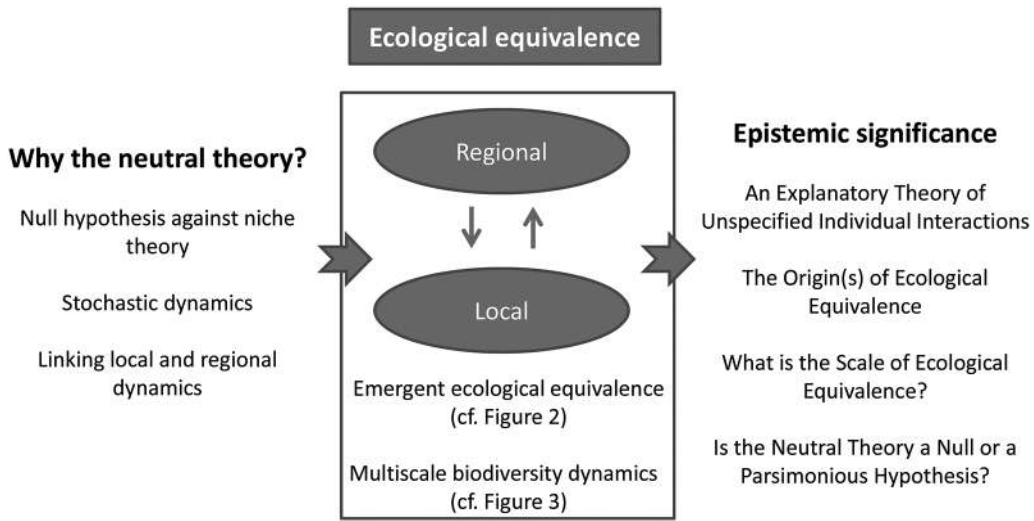 Ecological equivalence
Why the neutral theory?
Null hypothesis against niche
theory
Stochastic dynamics
Linking local and regional
dynamics
Regional
Local
Emergent ecological equivalence
(cf. Figure 2)
Multiscale biodiversity dynamics
(cf. Figure 3)
Epistemic significance
An Explanatory Theory of
Unspecified Individual Interactions
The Origin(s) of Ecological
Equivalence
What is the Scale of Ecological
Equivalence?
Is the Neutral Theory a Null or a
Parsimonious Hypothesis?